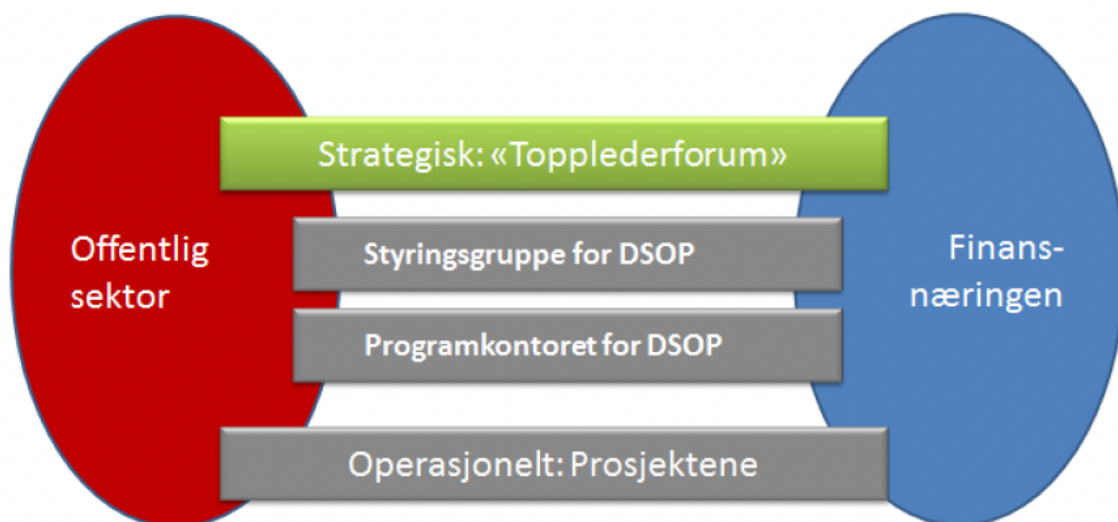 Strategisk: «Topplederforum»
Offentlig
sektor
Styringsgruppe for DSOP
Programkontoret for DSOP
Finans-
næringen
Operasjonelt: Prosjektene